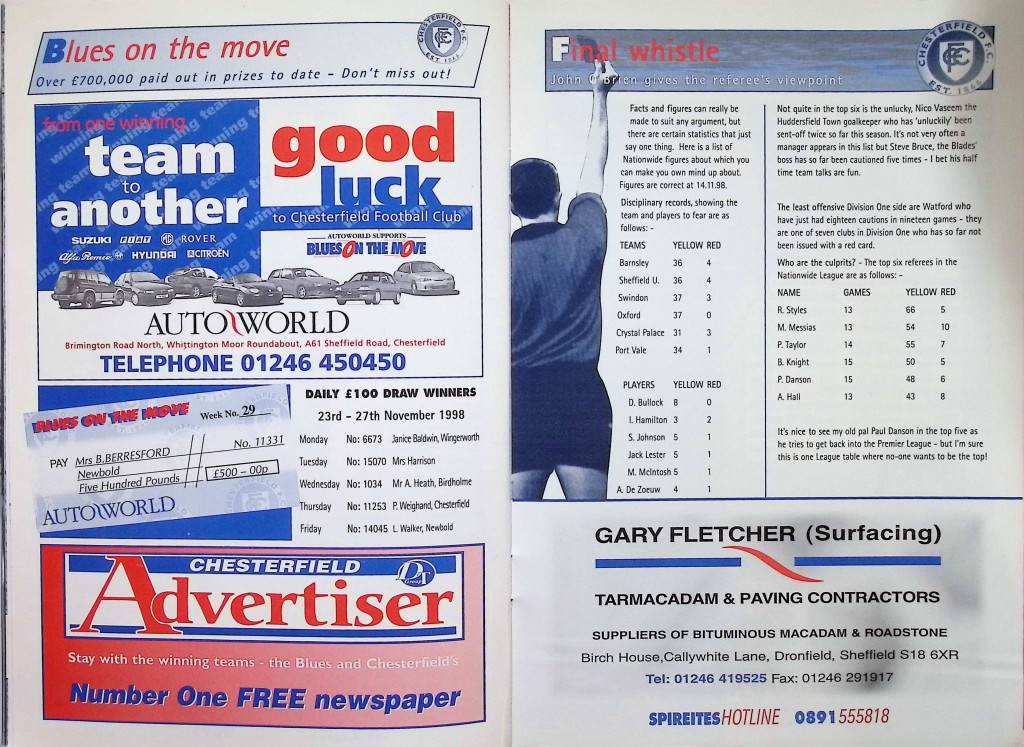 Blues on the move
Over £700,000 paid out in prizes to date - Don't miss out!
CHESTERFIELD F.C.
EST. 1866
from one winning
team
to
another
good
luck
to Chesterfield Football Club
SUZUKI FIAT MG ROVER
Alfa Romeo HYUNDAI CITROËN
AUTOWORLD SUPPORTS
BLUES ON THE MOVE
AUTOWORLD
Brimington Road North, Whittington Moor Roundabout, A61 Sheffield Road, Chesterfield
TELEPHONE 01246 450450
BLUES ON THE MOVE Week No. 29
No. 11331
PAY Mrs B.BERRESFORD
Newbold
Five Hundred Pounds £500 – 00p
AUTOWORLD
DAILY £100 DRAW WINNERS
23rd - 27th November 1998
Monday No: 6673 Janice Baldwin, Wingerworth
Tuesday No: 15070 Mrs Harrison
Wednesday No: 1034 Mr A. Heath, Birdholme
Thursday No: 11253 P. Weighand, Chesterfield
Friday No: 14045 L. Walker, Newbold
CHESTERFIELD
DT Group
Advertiser
Stay with the winning teams - the Blues and Chesterfield's
Number One FREE newspaper
Final whistle
John O'Brien gives the referee's viewpoint
CHESTERFIELD F.C.
EST. 1866
Facts and figures can really be
made to suit any argument, but
there are certain statistics that just
say one thing. Here is a list of
Nationwide figures about which you
can make you own mind up about.
Figures are correct at 14.11.98.
Disciplinary records, showing the
team and players to fear are as
follows: -
TEAMS YELLOW RED
Barnsley 36 4
Sheffield U. 36 4
Swindon 37 3
Oxford 37 0
Crystal Palace 31 3
Port Vale 34 1
PLAYERS YELLOW RED
D. Bullock 8 0
I. Hamilton 3 2
S. Johnson 5 1
Jack Lester 5 1
M. McIntosh 5 1
A. De Zoeuw 4 1
Not quite in the top six is the unlucky, Nico Vaseem the
Huddersfield Town goalkeeper who has 'unluckily' been
sent-off twice so far this season. It's not very often a
manager appears in this list but Steve Bruce, the Blades'
boss has so far been cautioned five times - I bet his half
time team talks are fun.
The least offensive Division One side are Watford who
have just had eighteen cautions in nineteen games - they
are one of seven clubs in Division One who has so far not
been issued with a red card.
Who are the culprits? - The top six referees in the
Nationwide League are as follows: -
NAME GAMES YELLOW RED
R. Styles 13 66 5
M. Messias 13 54 10
P. Taylor 14 55 7
B. Knight 15 50 5
P. Danson 15 48 6
A. Hall 13 43 8
It's nice to see my old pal Paul Danson in the top five as
he tries to get back into the Premier League - but I'm sure
this is one League table where no-one wants to be the top!
GARY FLETCHER (Surfacing)
TARMACADAM & PAVING CONTRACTORS
SUPPLIERS OF BITUMINOUS MACADAM & ROADSTONE
Birch House,Callywhite Lane, Dronfield, Sheffield S18 6XR
Tel: 01246 419525 Fax: 01246 291917
SPIREITES HOTLINE 0891 555818